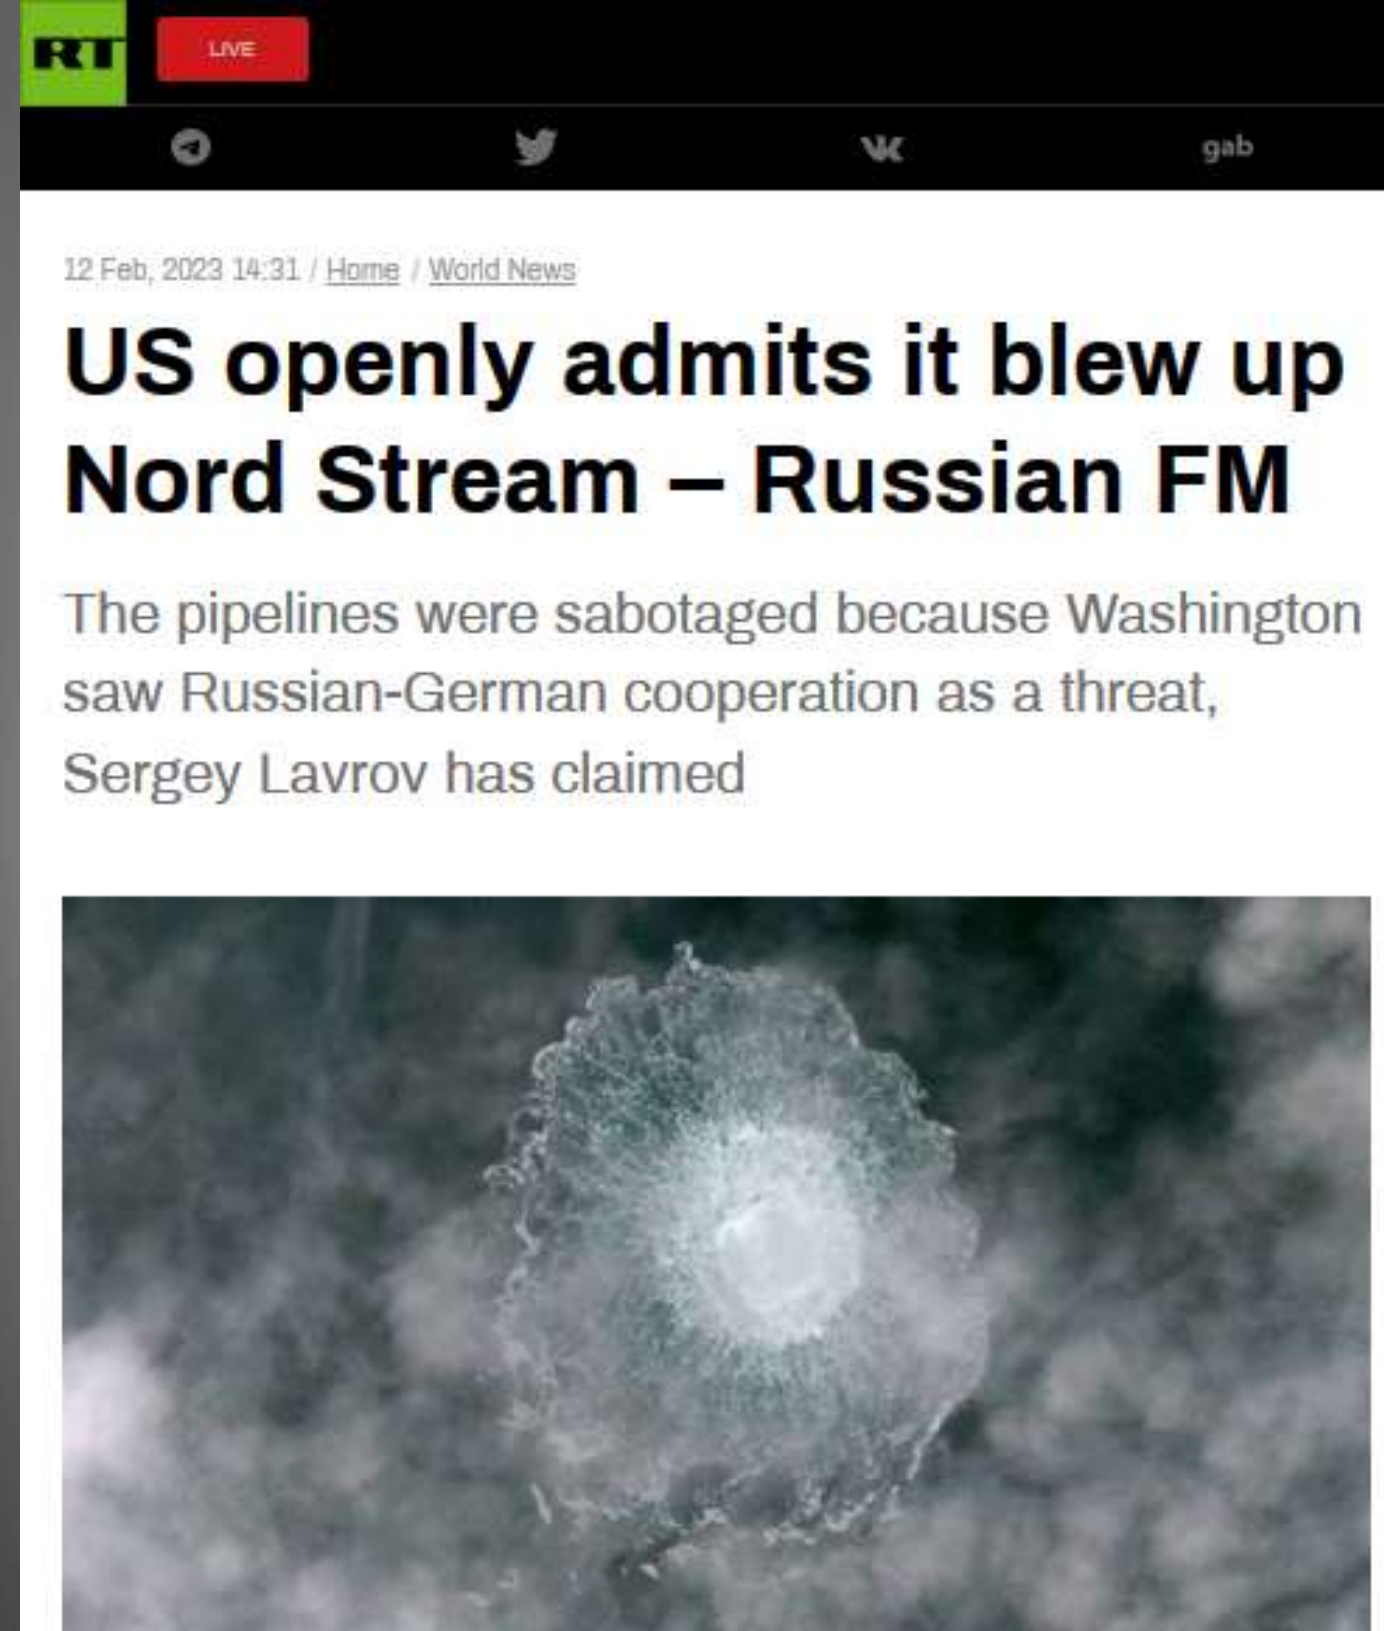 RT LIVE
gab
12 Feb, 2023 14:31 / Home / World News
US openly admits it blew up
Nord Stream – Russian FM
The pipelines were sabotaged because Washington
saw Russian-German cooperation as a threat,
Sergey Lavrov has claimed